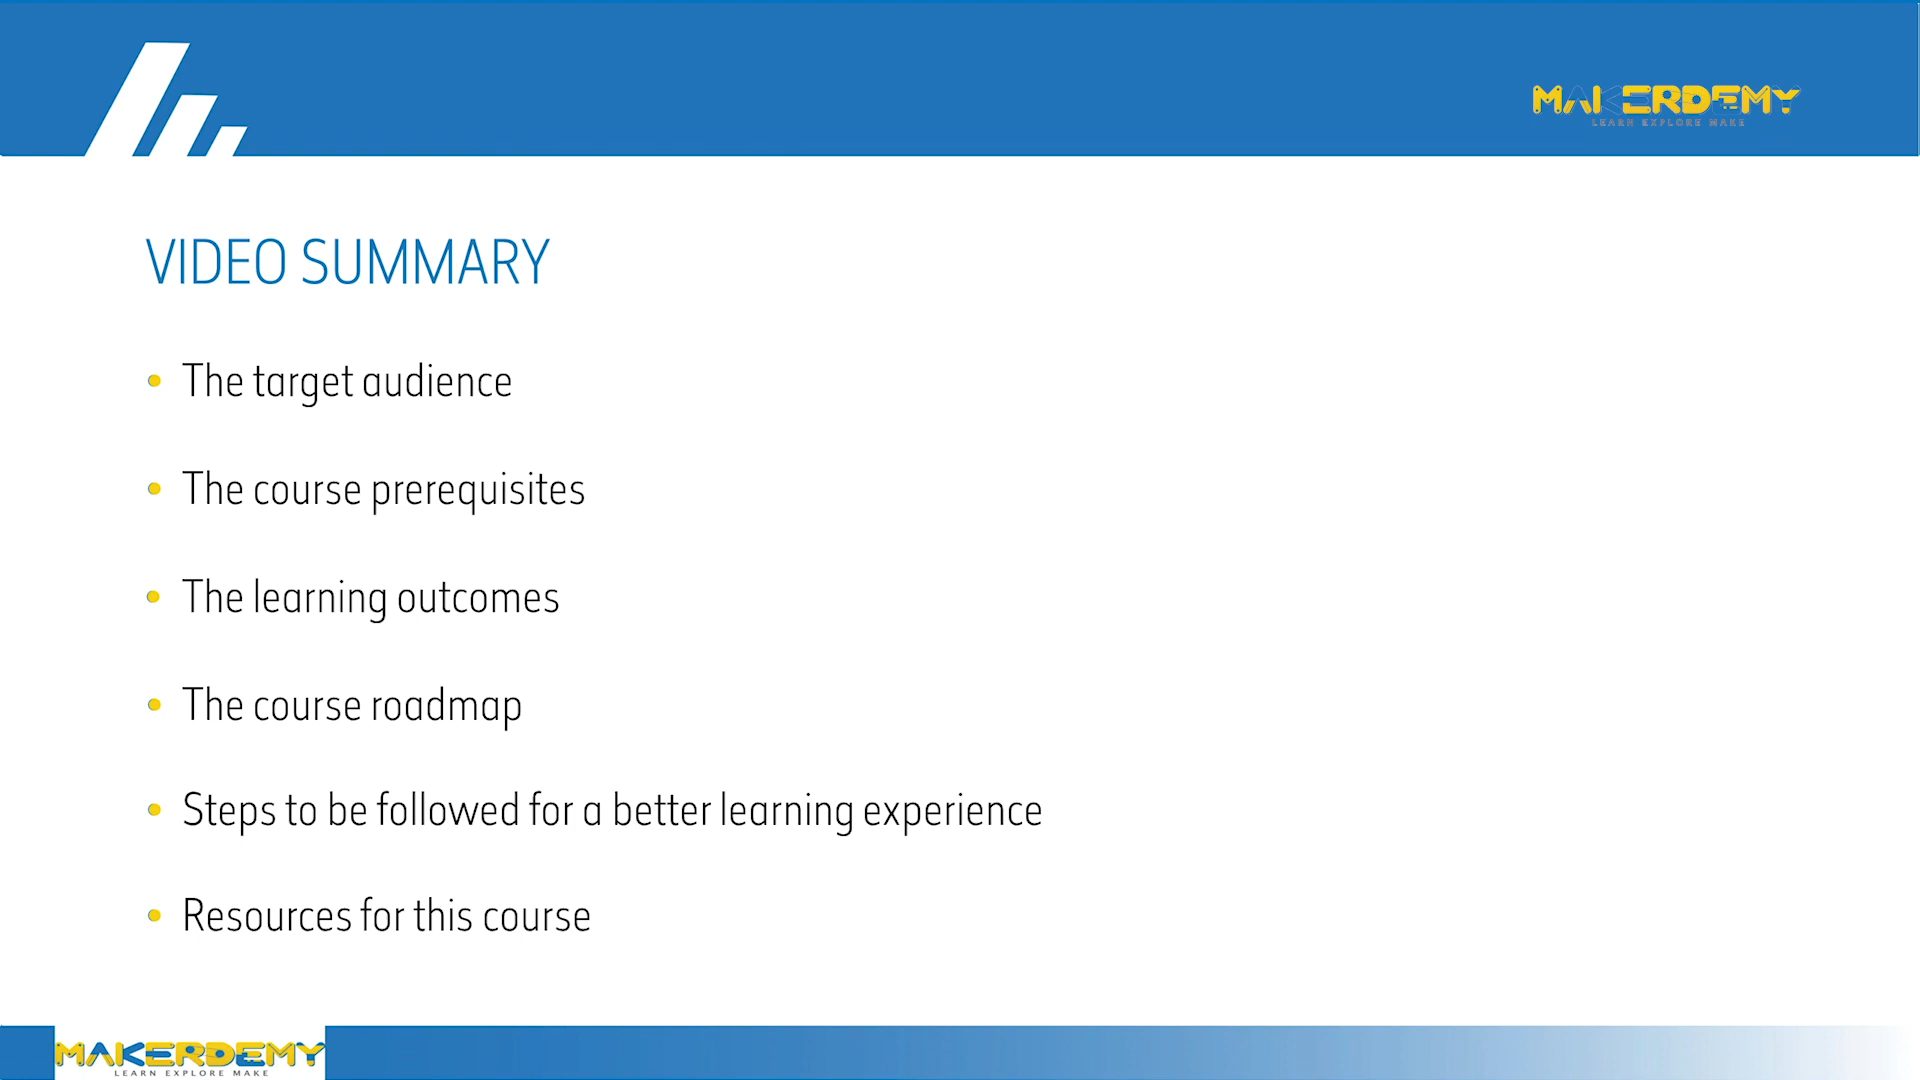 MAKERDEMY
LEARN EXPLORE MAKE
VIDEO SUMMARY
• The target audience
• The course prerequisites
• The learning outcomes
• The course roadmap
• Steps to be followed for a better learning experience
• Resources for this course
MAKERDEMY
LEARN EXPLORE MAKE